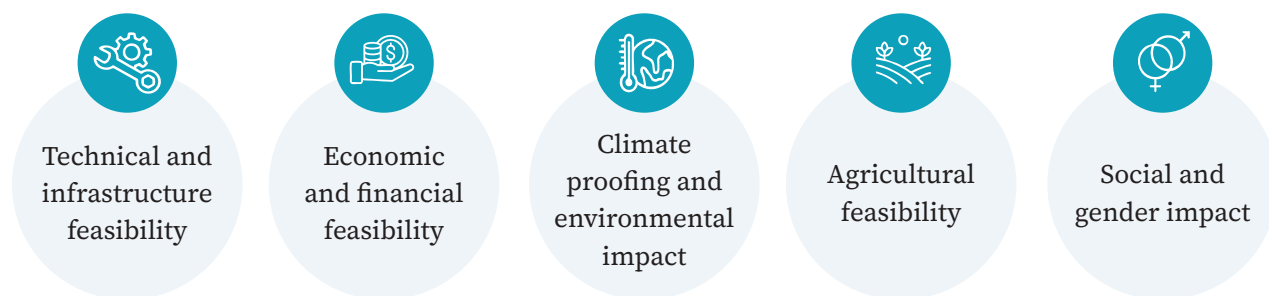 Technical and
infrastructure
feasibility
Economic
and financial
feasibility
Climate
proofing and
environmental
impact
Agricultural
feasibility
Social and
gender impact